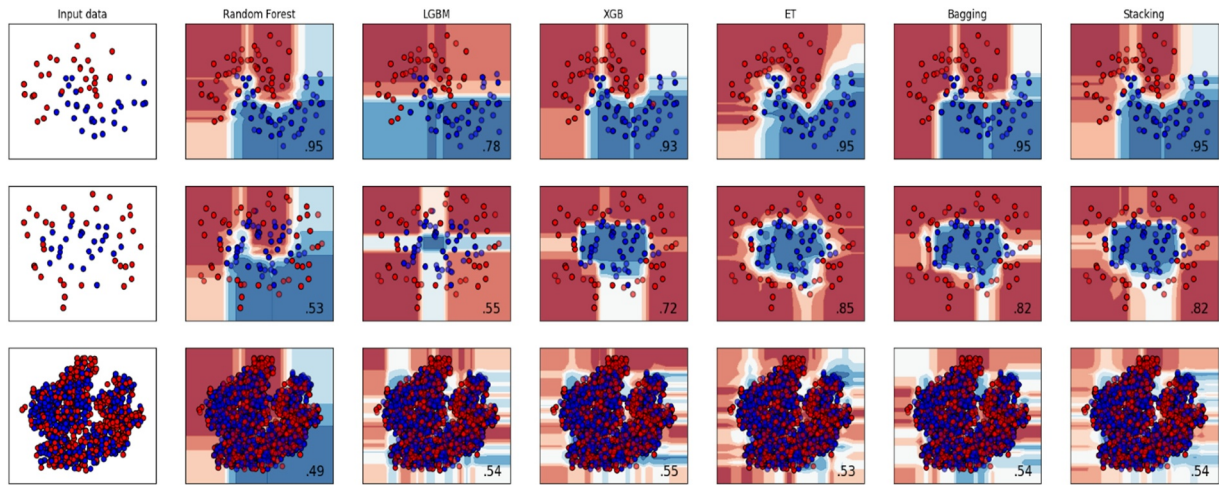 Input data Random Forest LGBM XGB ET Bagging Stacking
.95 .78 .93 .95 .95 .95
.53 .55 .72 .85 .82 .82
.49 .54 .55 .53 .54 .54